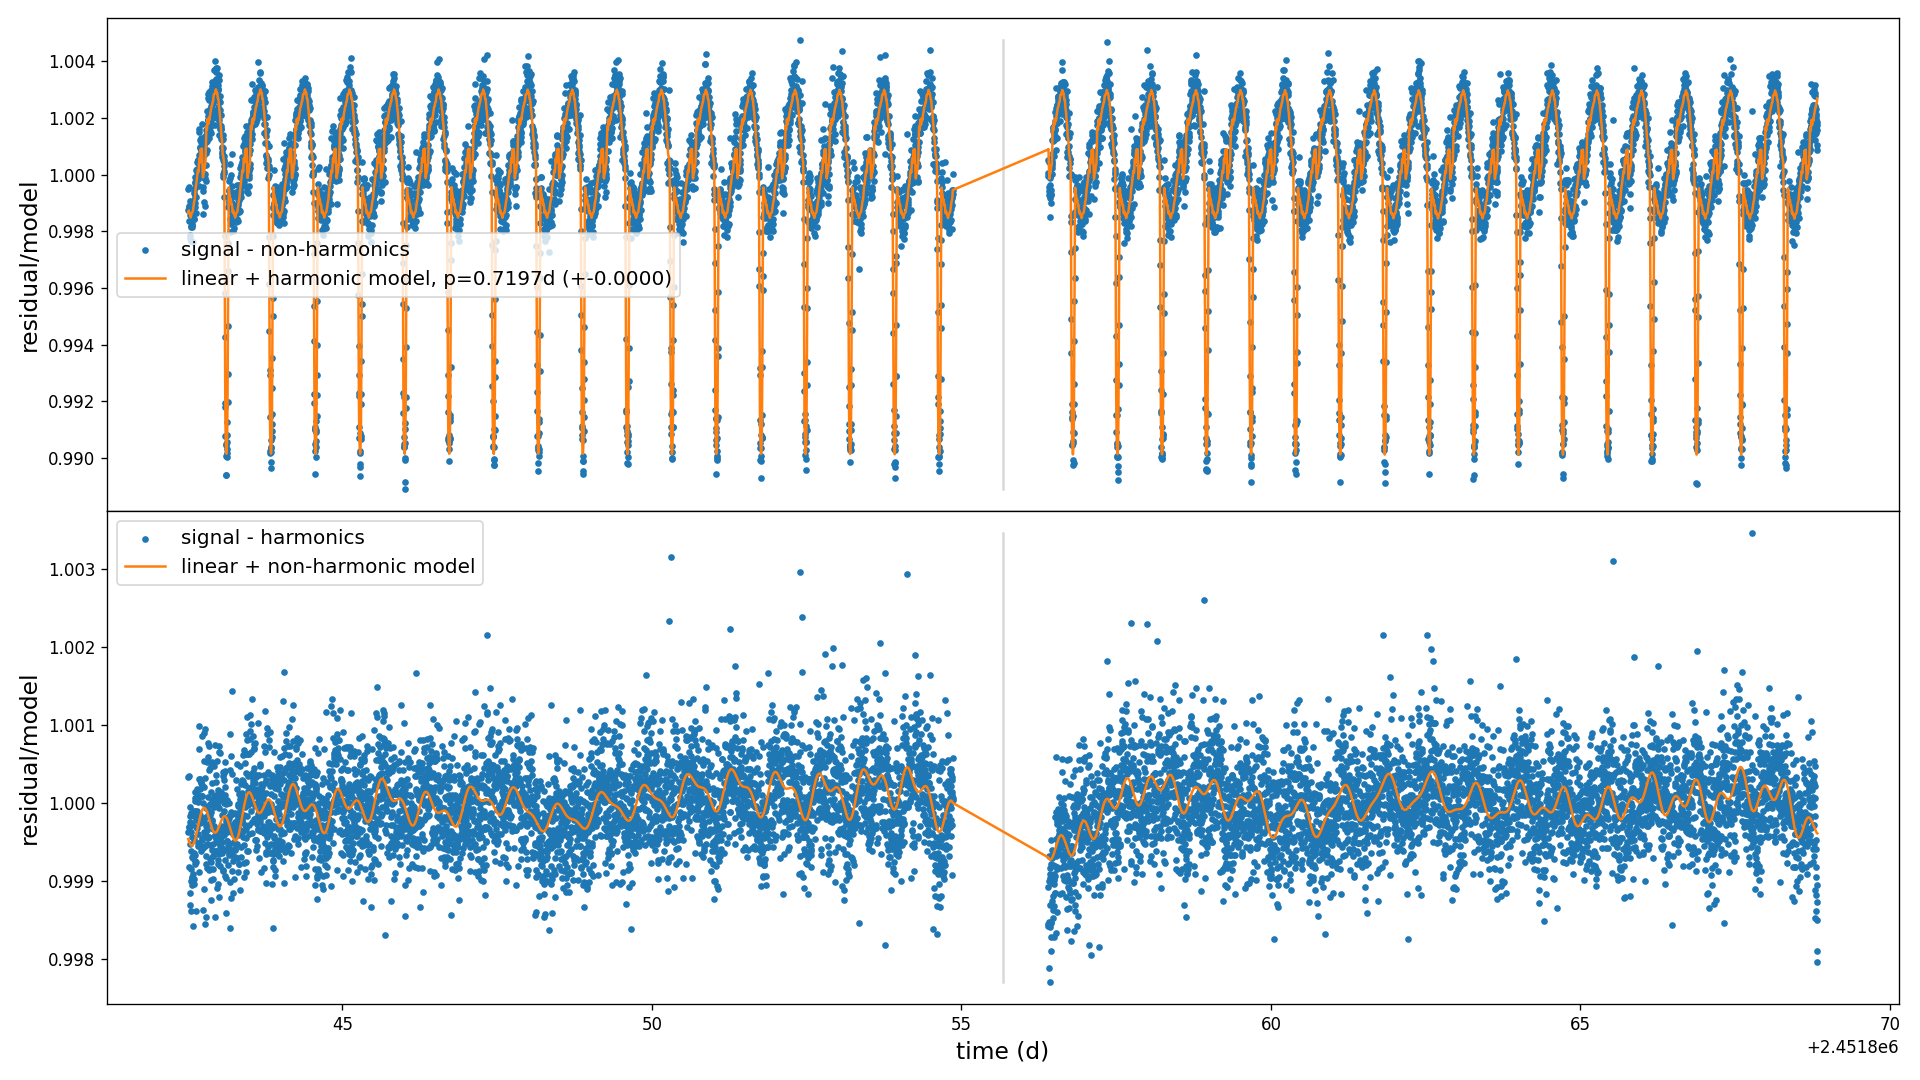 residual/model
1.004
1.002
1.000
0.998
0.996
0.994
0.992
0.990
signal - non-harmonics
linear + harmonic model, p=0.7197d (+-0.0000)
residual/model
1.003
1.002
1.001
1.000
0.999
0.998
signal - harmonics
linear + non-harmonic model
45 50 55 60 65 70
time (d)
+2.4518e6